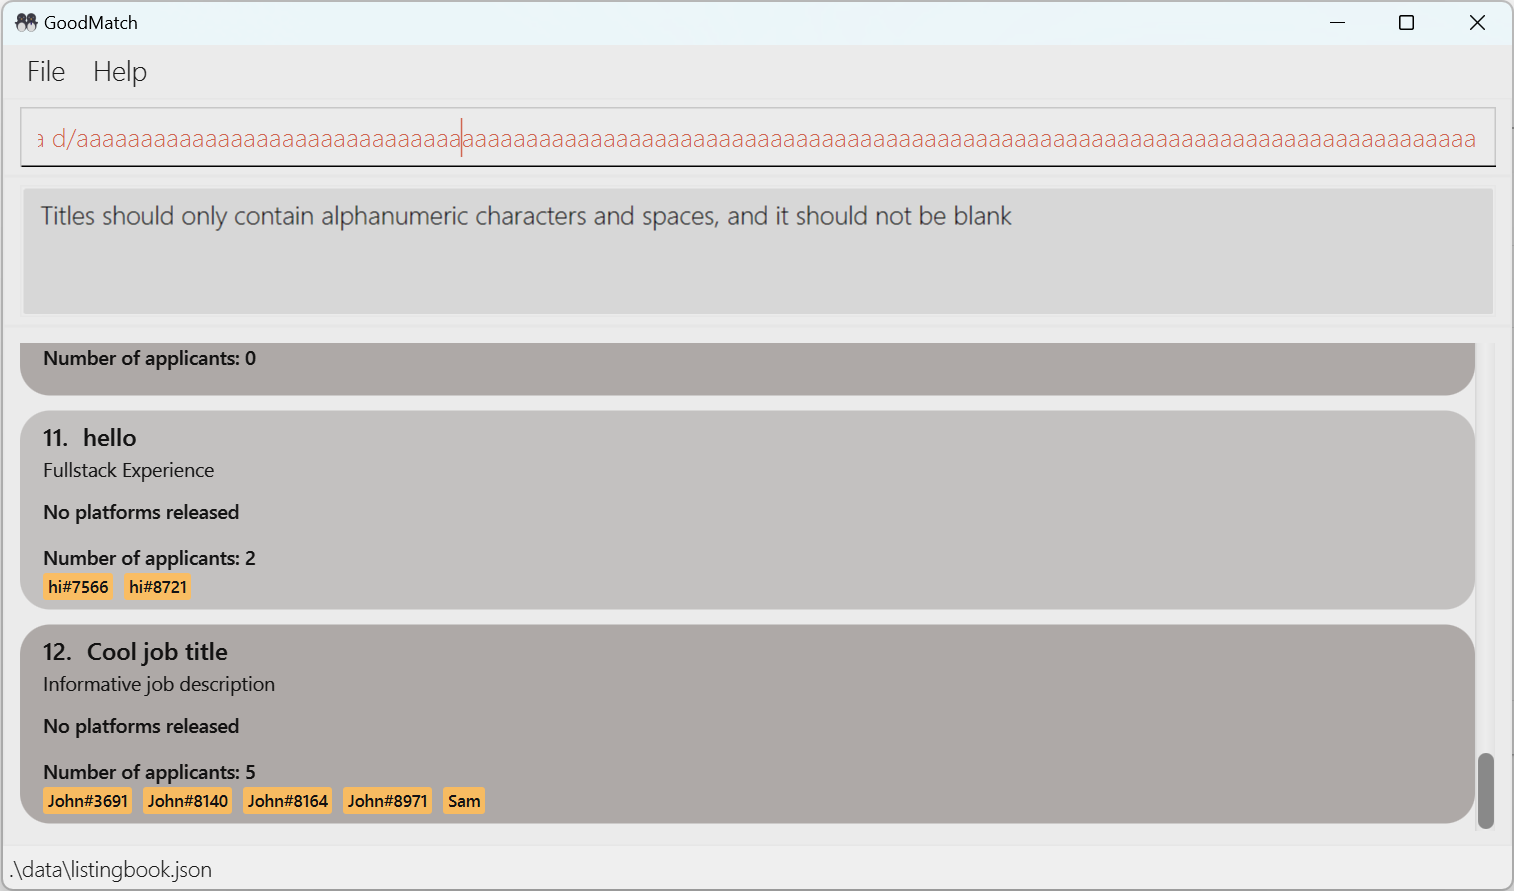 GoodMatch
File Help
a d/aaaaaaaaaaaaaaaaaaaaaaaaaaaaaaaaaaaaaaaaaaaaaaaaaaaaaaaaaaaaaaaaaaaaaaaaaaaaaaaaaaaaaaaaaaaaaaaaaaaaaaaaaaaaa
Titles should only contain alphanumeric characters and spaces, and it should not be blank
Number of applicants: 0
11. hello
Fullstack Experience
No platforms released
Number of applicants: 2
hi#7566 hi#8721
12. Cool job title
Informative job description
No platforms released
Number of applicants: 5
John#3691 John#8140 John#8164 John#8971 Sam
.\data\listingbook.json